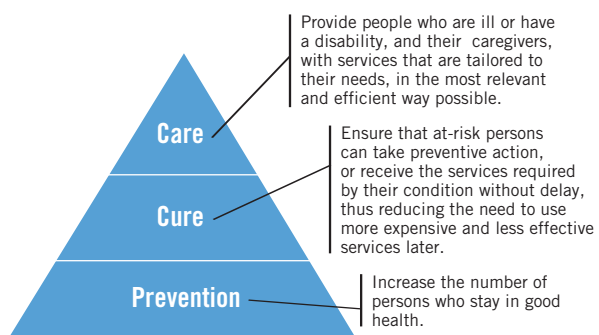 Provide people who are ill or have
a disability, and their caregivers,
with services that are tailored to
their needs, in the most relevant
and efficient way possible.
Care
Ensure that at-risk persons
can take preventive action,
or receive the services required
by their condition without delay,
thus reducing the need to use
more expensive and less effective
services later.
Cure
Increase the number of
persons who stay in good
health.
Prevention